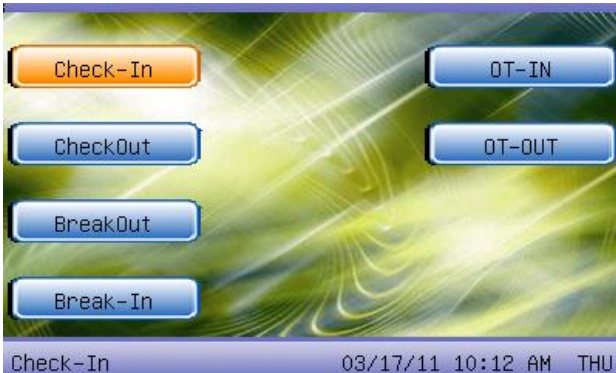 Check-In
OT-IN
CheckOut
OT-OUT
BreakOut
Break-In
Check-In 03/17/11 10:12 AM THU